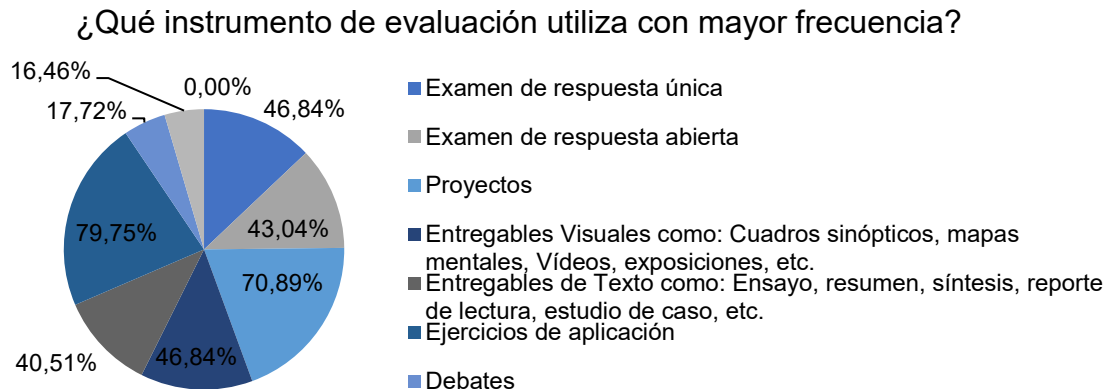 ¿Qué instrumento de evaluación utiliza con mayor frecuencia?
16,46%
0,00%
46,84%
17,72%
79,75%
43,04%
70,89%
40,51%
46,84%
Examen de respuesta única
Examen de respuesta abierta
Proyectos
Entregables Visuales como: Cuadros sinópticos, mapas
mentales, Vídeos, exposiciones, etc.
Entregables de Texto como: Ensayo, resumen, síntesis, reporte
de lectura, estudio de caso, etc.
Ejercicios de aplicación
Debates